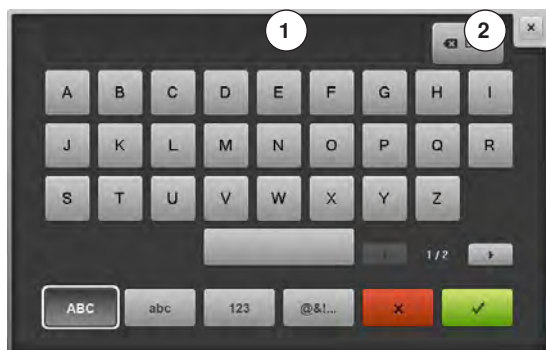 1 2
A B C D E F G H I
J K L M N O P Q R
S T U V W X Y Z
1/2
ABC abc 123 @&!...